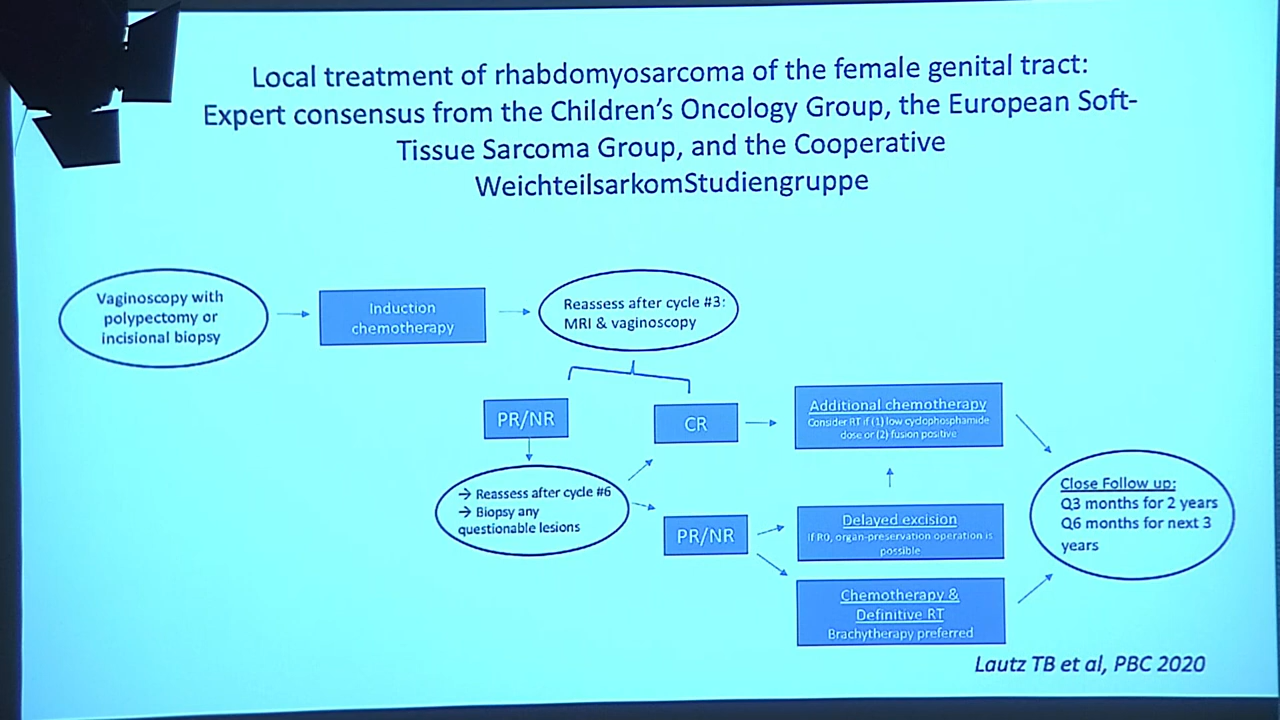 Local treatment of rhabdomyosarcoma of the female genital tract:
Expert consensus from the Children's Oncology Group, the European Soft-
Tissue Sarcoma Group, and the Cooperative
WeichteilsarkomStudiengruppe
Vaginoscopy with
polypectomy or
incisional biopsy
Induction
chemotherapy
Reassess after cycle #3:
MRI & vaginoscopy
PR/NR
CR
Additional chemotherapy
Consider RT if (1) low cyclophosphamide
dose or (2) fusion positive
→ Reassess after cycle #6
→ Biopsy any
questionable lesions
PR/NR
Delayed excision
If R0, organ-preservation operation is
possible
Chemotherapy &
Definitive RT
Brachytherapy preferred
Close Follow up:
Q3 months for 2 years
Q6 months for next 3
years
Lautz TB et al, PBC 2020